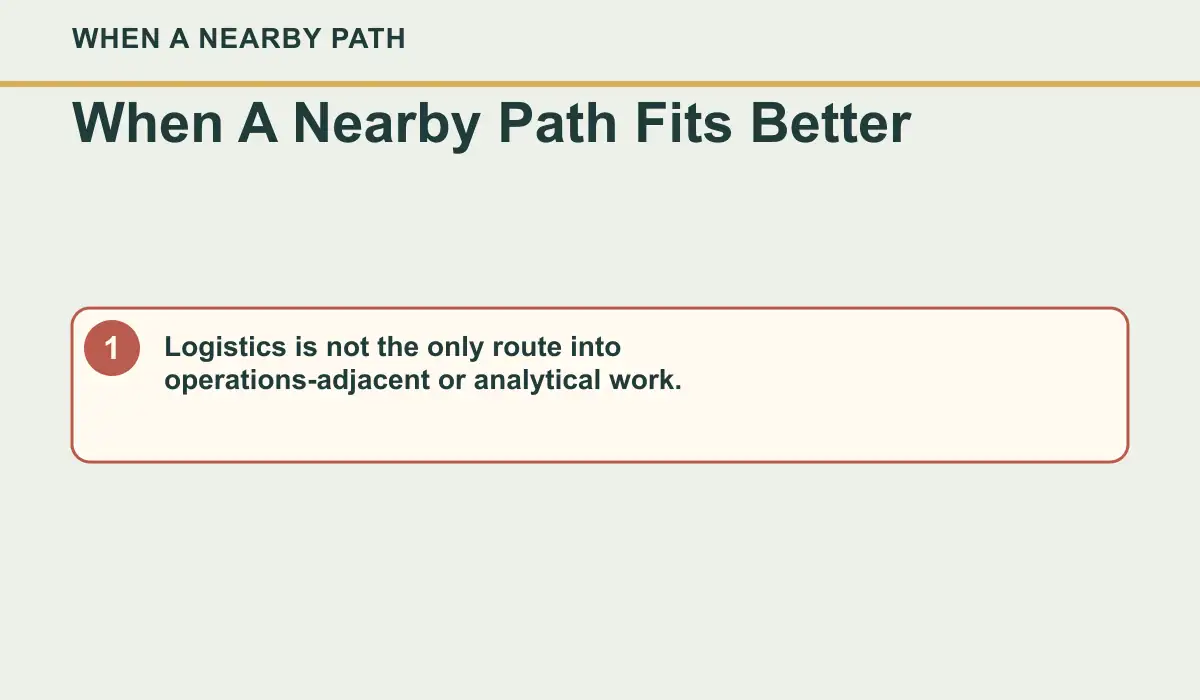 WHEN A NEARBY PATH
When A Nearby Path Fits Better
1
Logistics is not the only route into
operations-adjacent or analytical work.